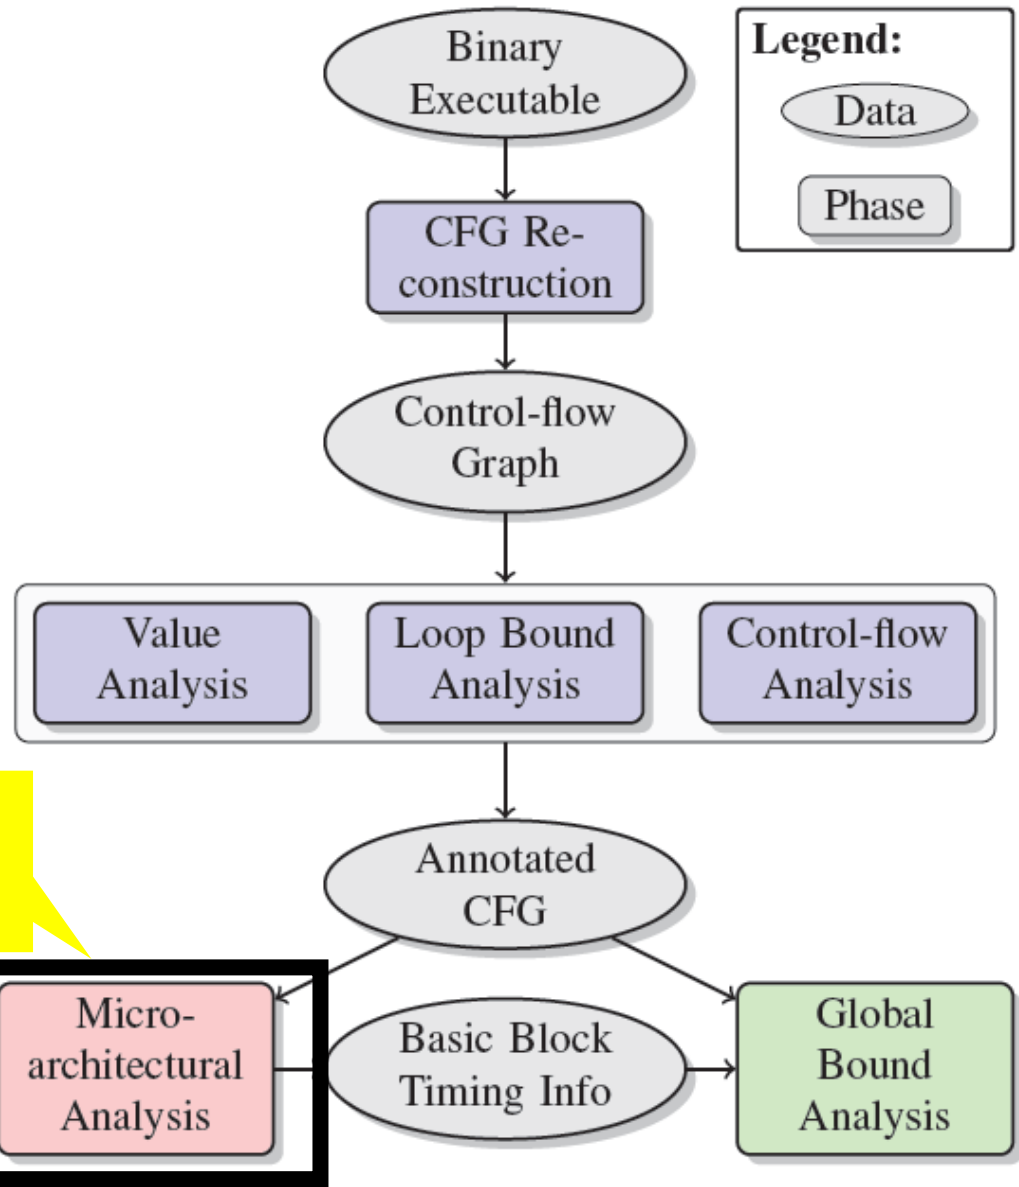 Binary
Executable
Legend:
Data
Phase
CFG Re-
construction
Control-flow
Graph
Value
Analysis
Loop Bound
Analysis
Control-flow
Analysis
Annotated
CFG
Micro-
architectural
Analysis
Basic Block
Timing Info
Global
Bound
Analysis